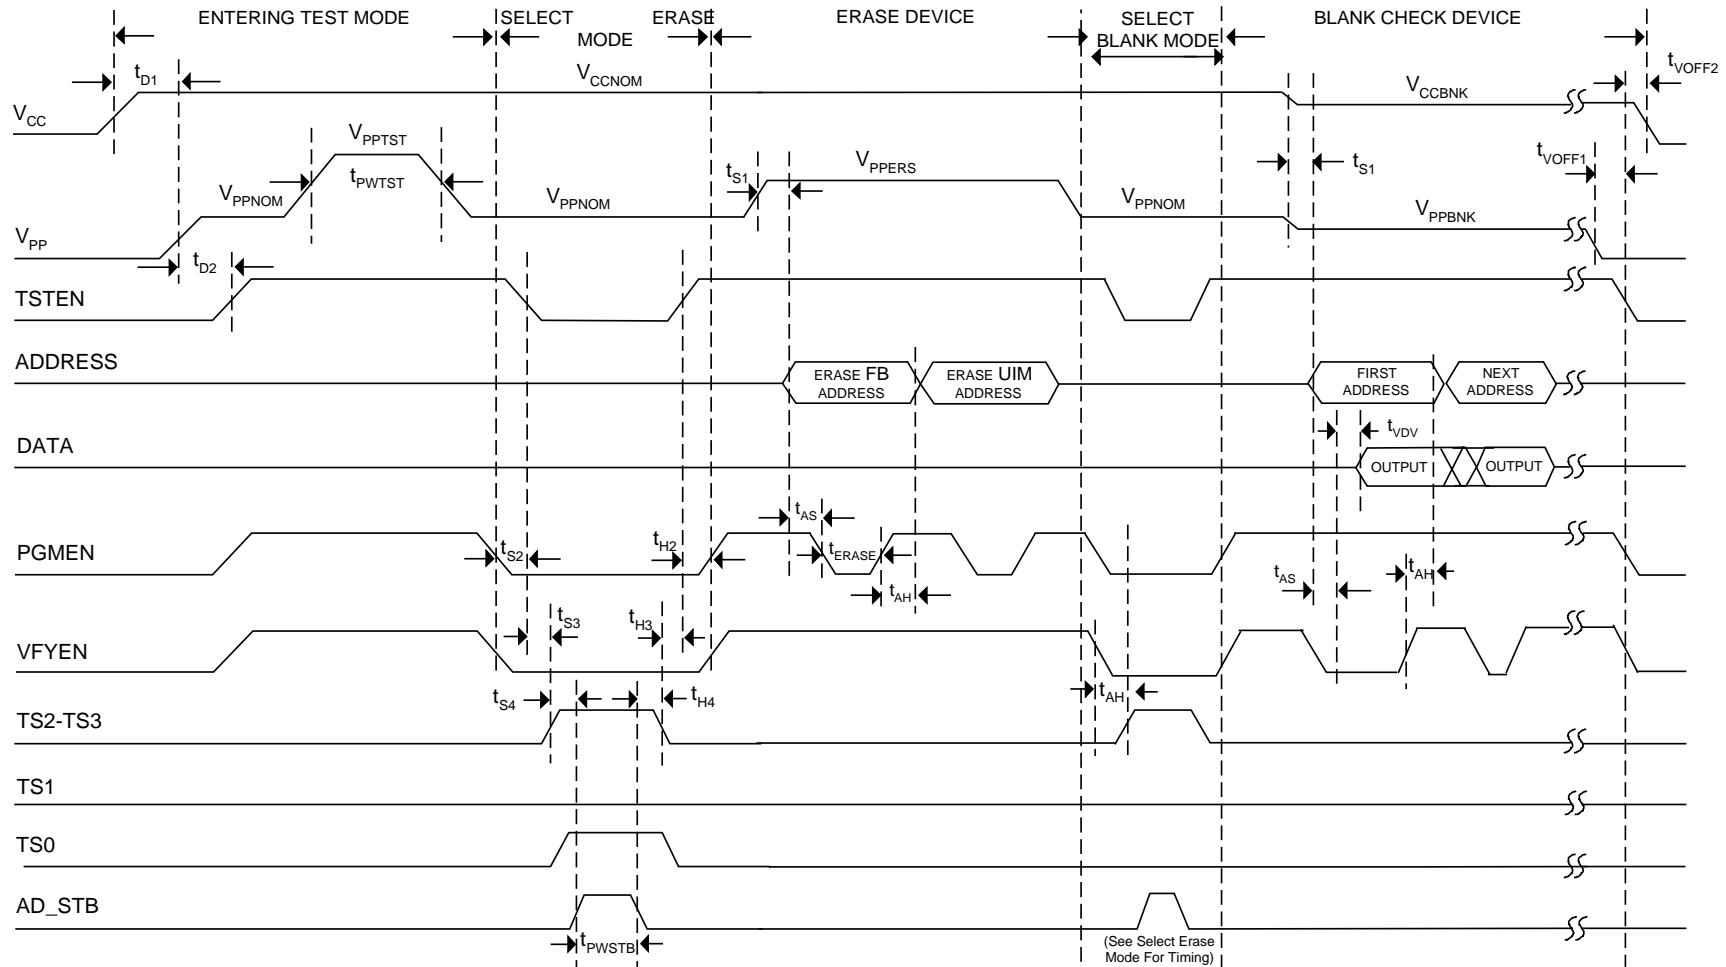 ENTERING TEST MODE
SELECT ERASE
MODE
ERASE DEVICE
SELECT
BLANK MODE
BLANK CHECK DEVICE
tD1
VCCNOM
VCCBNK
tVOFF2
VCC
VPPTST
tPWTST
tS1
VPPERS
tS1
tVOFF1
VPPNOM
VPPNOM
VPPNOM
VPPBNK
VPP
tD2
TSTEN
ADDRESS
ERASE FB
ADDRESS
ERASE UIM
ADDRESS
FIRST
ADDRESS
NEXT
ADDRESS
tVDV
DATA
OUTPUT
OUTPUT
tAS
PGMEN
tS2
tH2
tERASE
tAH
tAS
tAH
tS3
tH3
VFYEN
tS4
tH4
tAH
TS2-TS3
TS1
TS0
AD_STB
tPWSTB
(See Select Erase
Mode For Timing)